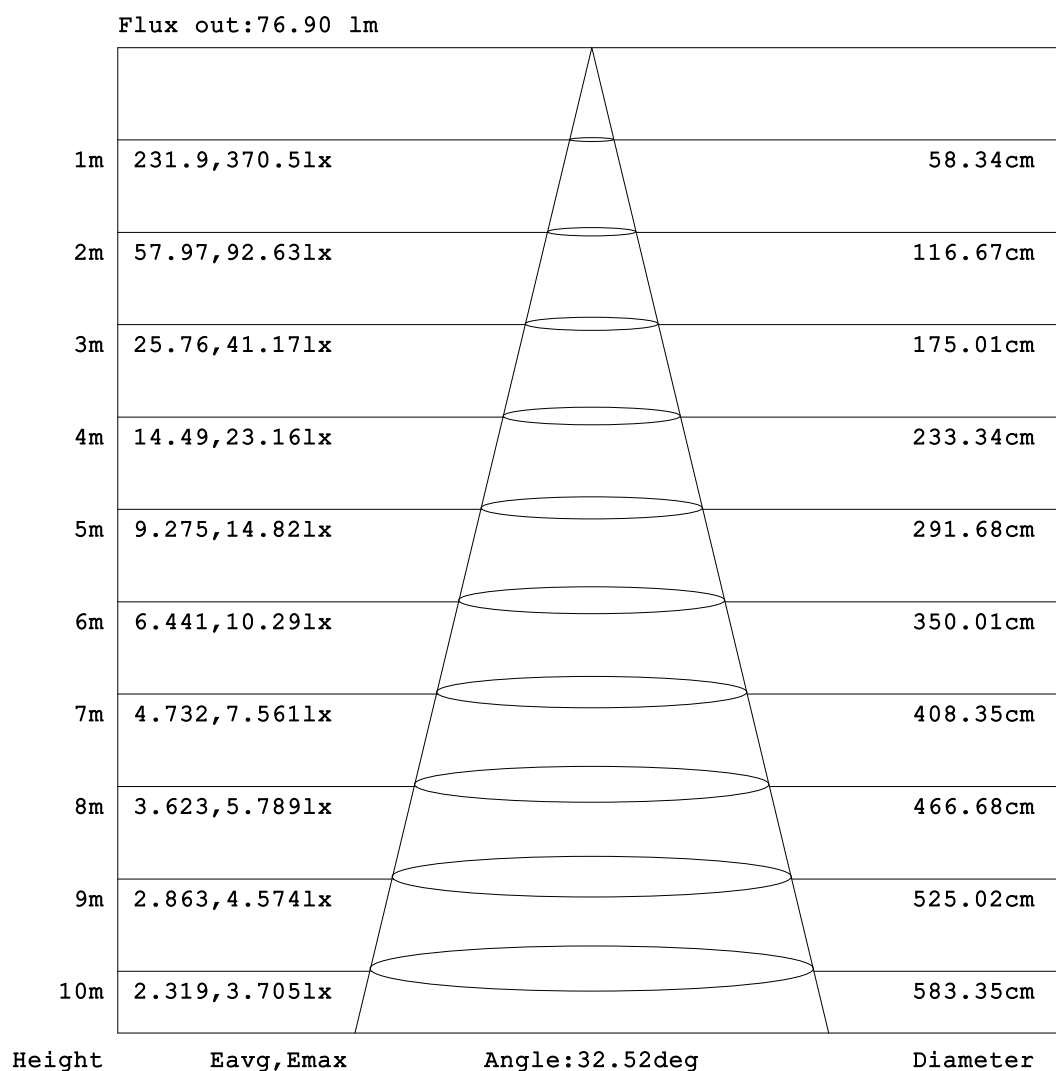 Flux out:76.90 lm
1m 231.9,370.5lx 58.34cm
2m 57.97,92.63lx 116.67cm
3m 25.76,41.17lx 175.01cm
4m 14.49,23.16lx 233.34cm
5m 9.275,14.82lx 291.68cm
6m 6.441,10.29lx 350.01cm
7m 4.732,7.561lx 408.35cm
8m 3.623,5.789lx 466.68cm
9m 2.863,4.574lx 525.02cm
10m 2.319,3.705lx 583.35cm
Height Eavg,Emax Angle:32.52deg Diameter